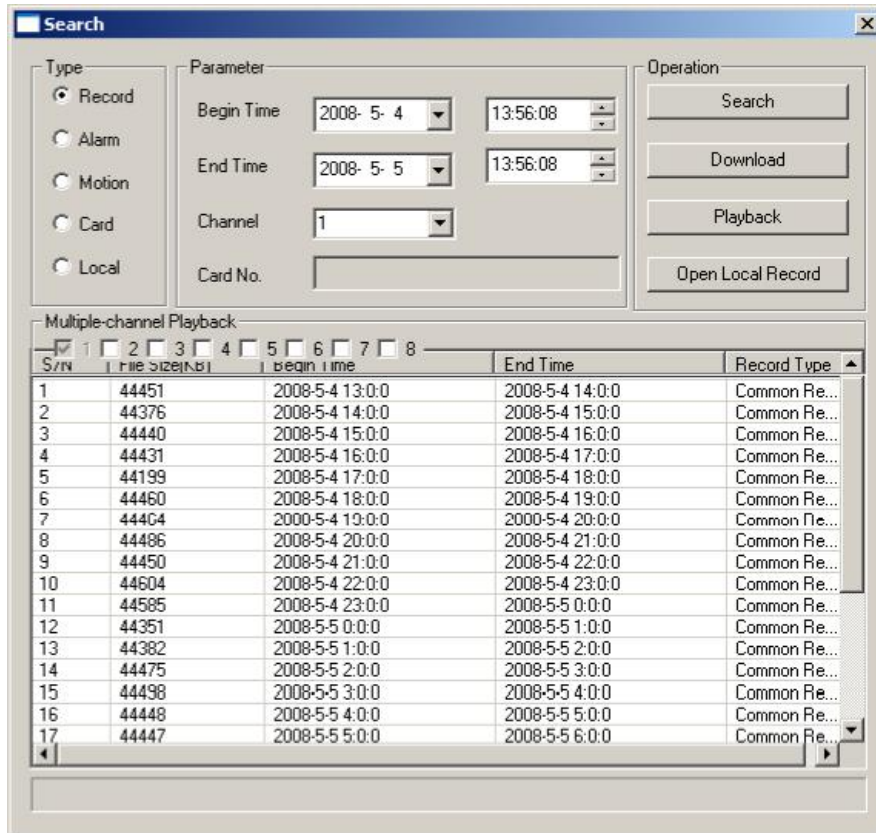 Search
Type
Parameter
Operation
Record
Begin Time 2008- 5- 4 13:56:08
Search
Alarm
End Time 2008- 5- 5 13:56:08
Download
Motion
Card
Channel 1
Playback
Local
Card No.
Open Local Record
Multiple-channel Playback
1 2 3 4 5 6 7 8
S/N File Size(KB) Begin Time End Time Record Type
1 44451 2008-5-4 13:0:0 2008-5-4 14:0:0 Common Re...
2 44376 2008-5-4 14:0:0 2008-5-4 15:0:0 Common Re...
3 44440 2008-5-4 15:0:0 2008-5-4 16:0:0 Common Re...
4 44431 2008-5-4 16:0:0 2008-5-4 17:0:0 Common Re...
5 44199 2008-5-4 17:0:0 2008-5-4 18:0:0 Common Re...
6 44460 2008-5-4 18:0:0 2008-5-4 19:0:0 Common Re...
7 19:0:0 20:0:0 Common
8 44486 2008-5-4 20:0:0 2008-5-4 21:0:0 Common Re...
9 44450 2008-5-4 21:0:0 2008-5-4 22:0:0 Common Re...
10 44604 2008-5-4 22:0:0 2008-5-4 23:0:0 Common Re...
11 44585 2008-5-4 23:0:0 2008-5-5 0:0:0 Common Re...
12 44351 2008-5-5 0:0:0 2008-5-5 1:0:0 Common Re...
13 44382 2008-5-5 1:0:0 2008-5-5 2:0:0 Common Re...
14 44475 2008-5-5 2:0:0 2008-5-5 3:0:0 Common Re...
15 44498 2008-5-5 3:0:0 2008-5-5 4:0:0 Common Re...
16 44448 2008-5-5 4:0:0 2008-5-5 5:0:0 Common Re...
17 44447 2008-5-5 5:0:0 2008-5-5 6:0:0 Common Re...